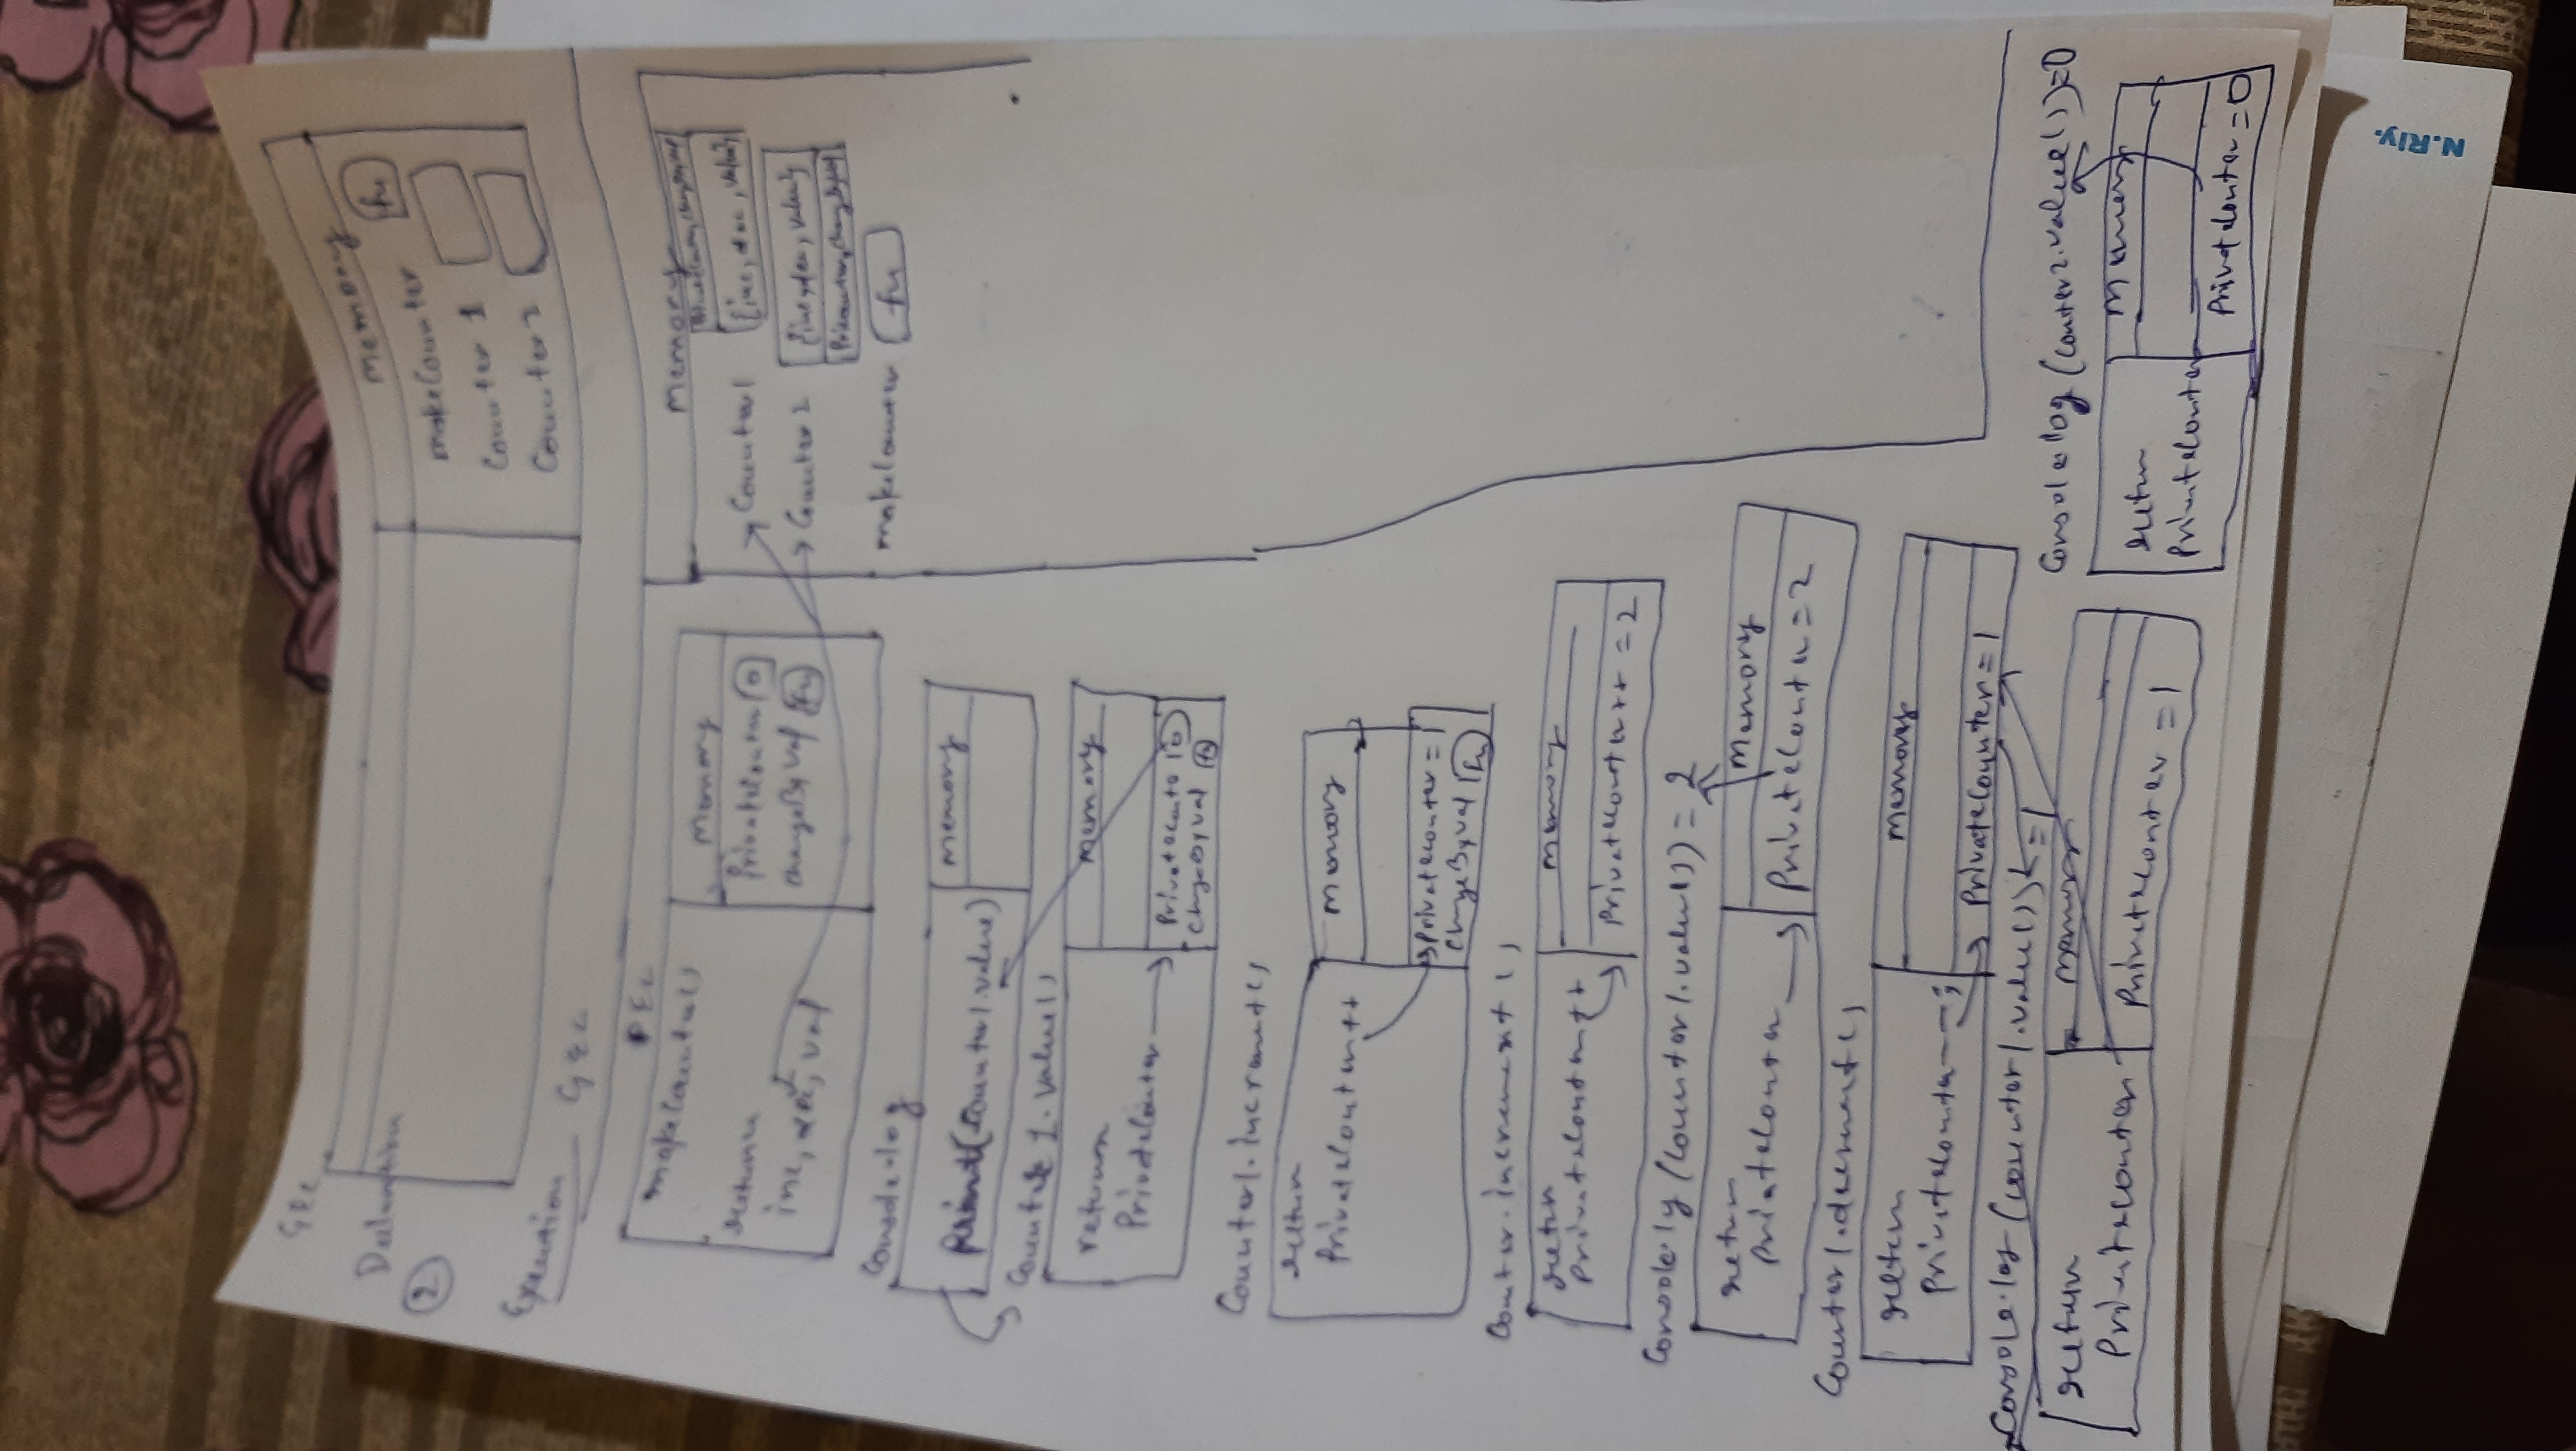 GEC
Declaration
2
memory
makeCounter fn
Counter 1
Counter 2
Execution GEC
FEC
makeCounter()
return
inc, dec, val
Memory
PrivateCounter 0
changeByVal fn
Memory
Counter1
{inc, dec, value}
Counter 2
{inc, dec, value}
makeCounter fn
Console.log
Print(Counter1.value)
memory
Counter 1.value()
return
PrivateCounter
memory
0
changeByVal fn
Counter1.increment()
return
PrivateCounter++
memory
PrivateCounter = 1
changeByVal fn
Counter.increment()
return
PrivateCounter++
memory
PrivateCounter++ = 2
Console.log (Counter1.value()) = 2
return
PrivateCounter
Memory
PrivateCounter = 2
Counter1.decrement()
return
PrivateCounter--;
memory
PrivateCounter = 1
Console.log (counter1.value()) = 1
return
PrivateCounter
memory
PrivateCounter = 1
Console.log (Counter2.value()) = 0
return
PrivateCounter
Memory
PrivateCounter = 0
N.Rly.